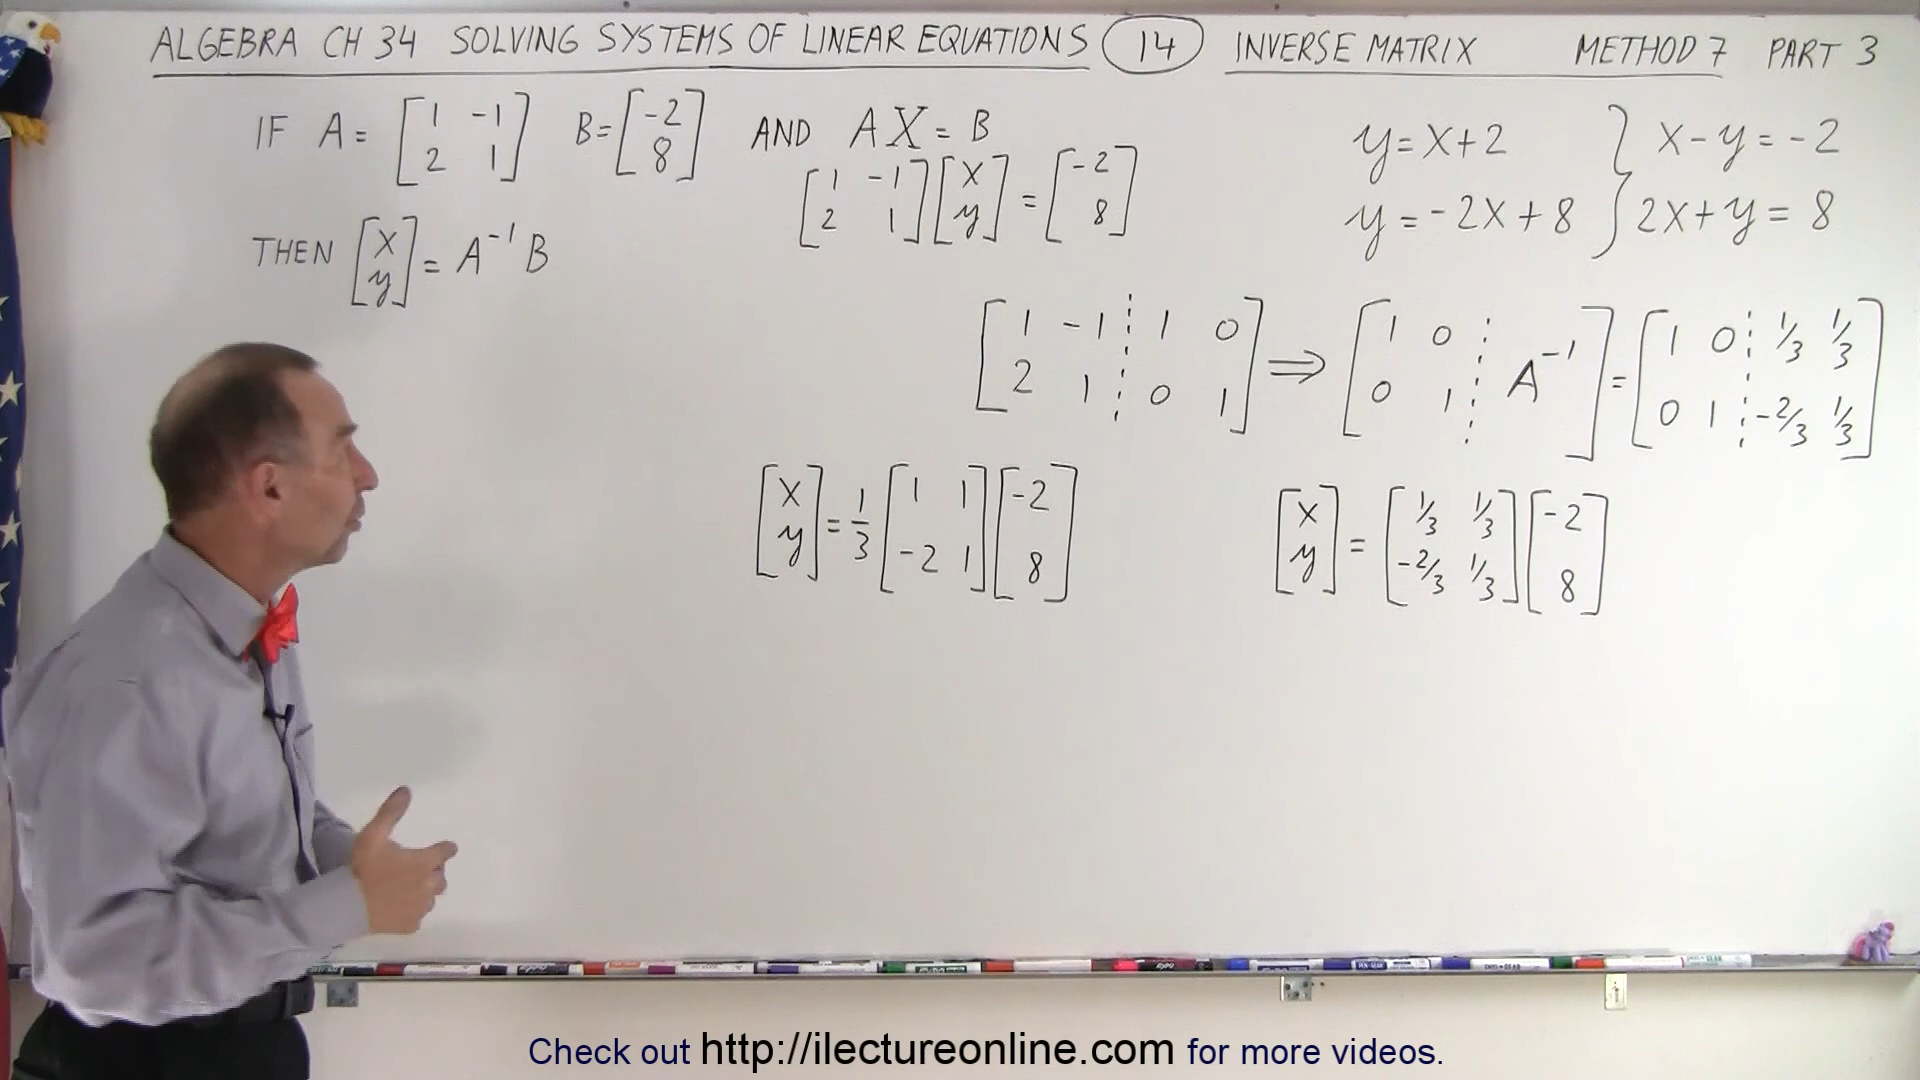 ALGEBRA CH 34 SOLVING SYSTEMS OF LINEAR EQUATIONS 14 INVERSE MATRIX METHOD 7 PART 3
IF A = [1 -1; 2 1] B = [-2; 8] AND AX = B
[1 -1; 2 1][x; y] = [-2; 8]
THEN [x; y] = A⁻¹ B
y = x+2 } x-y = -2
y = -2x+8 } 2x+y = 8
[1 -1 ⋮ 1 0; 2 1 ⋮ 0 1] ⇒ [1 0 ⋮ A⁻¹; 0 1 ⋮] = [1 0 ⋮ 1/3 1/3; 0 1 ⋮ -2/3 1/3]
[x; y] = 1/3 [1 1; -2 1][-2; 8]
[x; y] = [1/3 1/3; -2/3 1/3][-2; 8]
Check out http://ilectureonline.com for more videos.